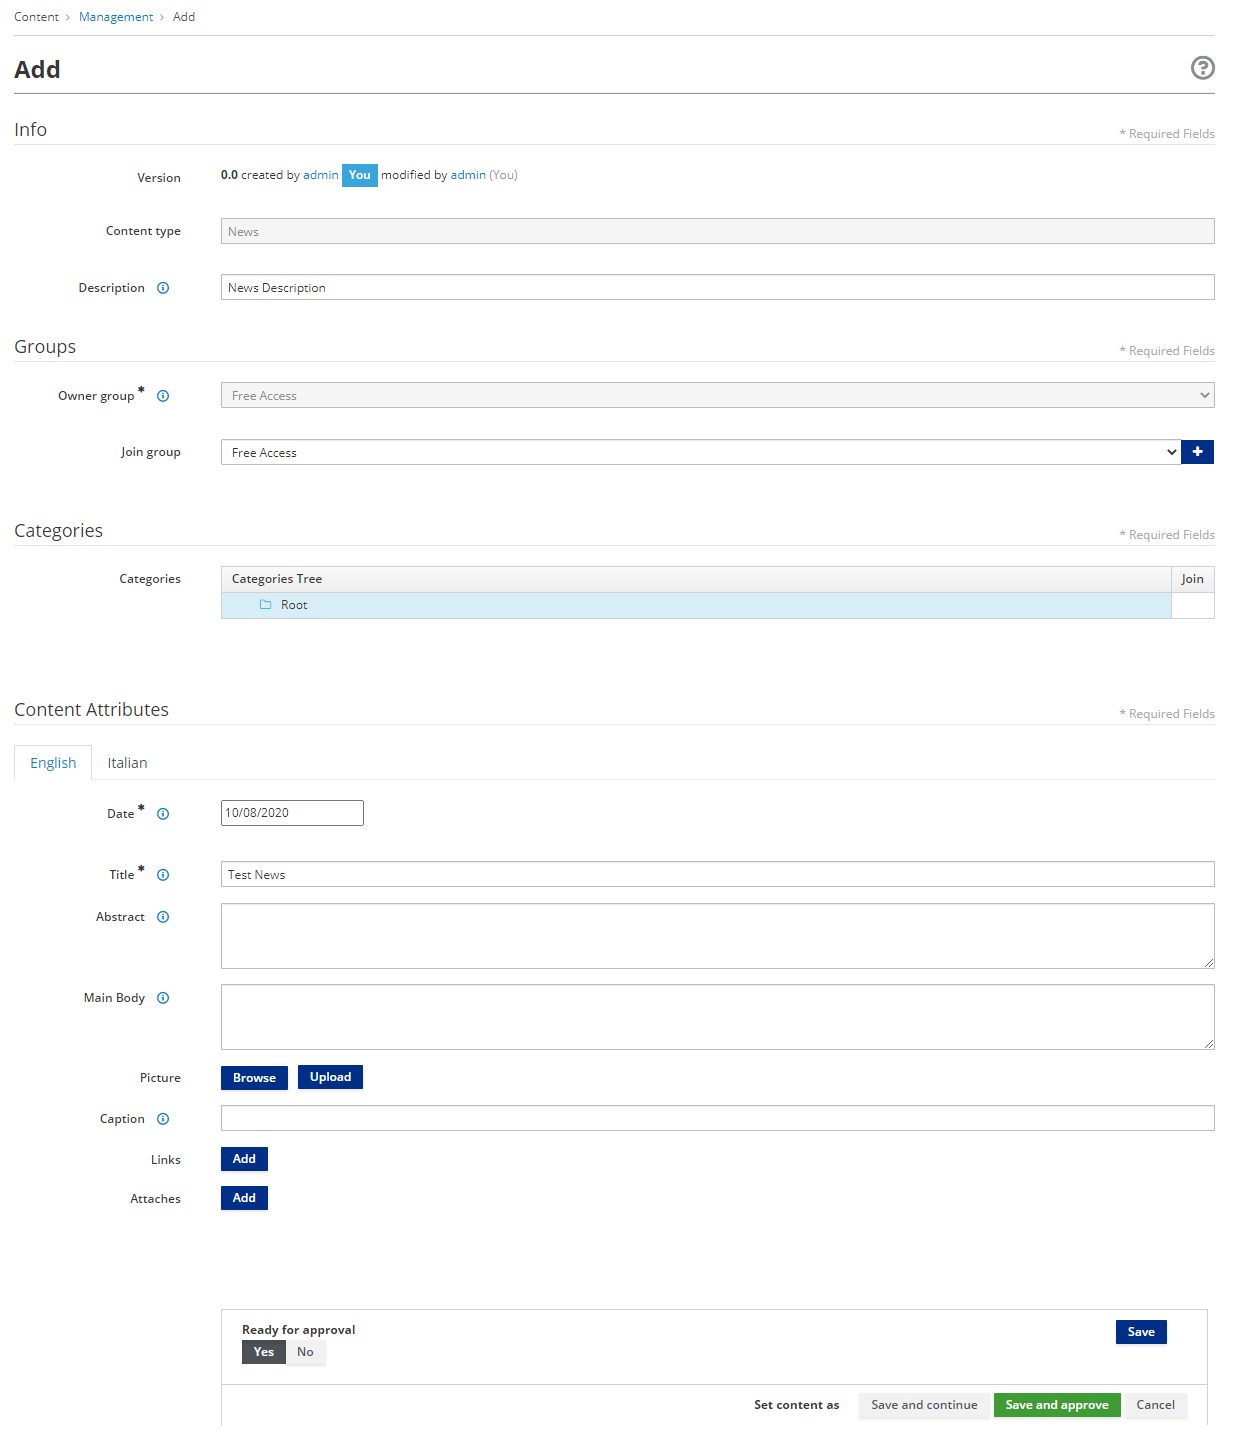 Content > Management > Add
Add
Info
* Required Fields
Version 0.0 created by admin You modified by admin (You)
Content type News
Description News Description
Groups
* Required Fields
Owner group * Free Access
Join group Free Access
Categories
* Required Fields
Categories Categories Tree Join
Root
Content Attributes
* Required Fields
English Italian
Date * 10/08/2020
Title * Test News
Abstract
Main Body
Picture Browse Upload
Caption
Links Add
Attaches Add
Ready for approval
Save
Yes No
Set content as Save and continue Save and approve Cancel